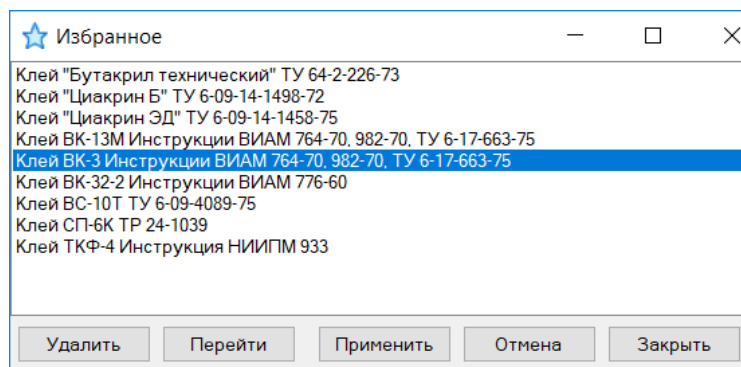 Избранное
Клей "Бутакрил технический" ТУ 64-2-226-73
Клей "Циакрин Б" ТУ 6-09-14-1498-72
Клей "Циакрин ЭД" ТУ 6-09-14-1458-75
Клей ВК-13М Инструкции ВИАМ 764-70, 982-70, ТУ 6-17-663-75
Клей ВК-3 Инструкции ВИАМ 764-70, 982-70, ТУ 6-17-663-75
Клей ВК-32-2 Инструкции ВИАМ 776-60
Клей ВС-10Т ТУ 6-09-4089-75
Клей СП-6К ТР 24-1039
Клей ТКФ-4 Инструкция НИИПМ 933
Удалить Перейти Применить Отмена Закрыть